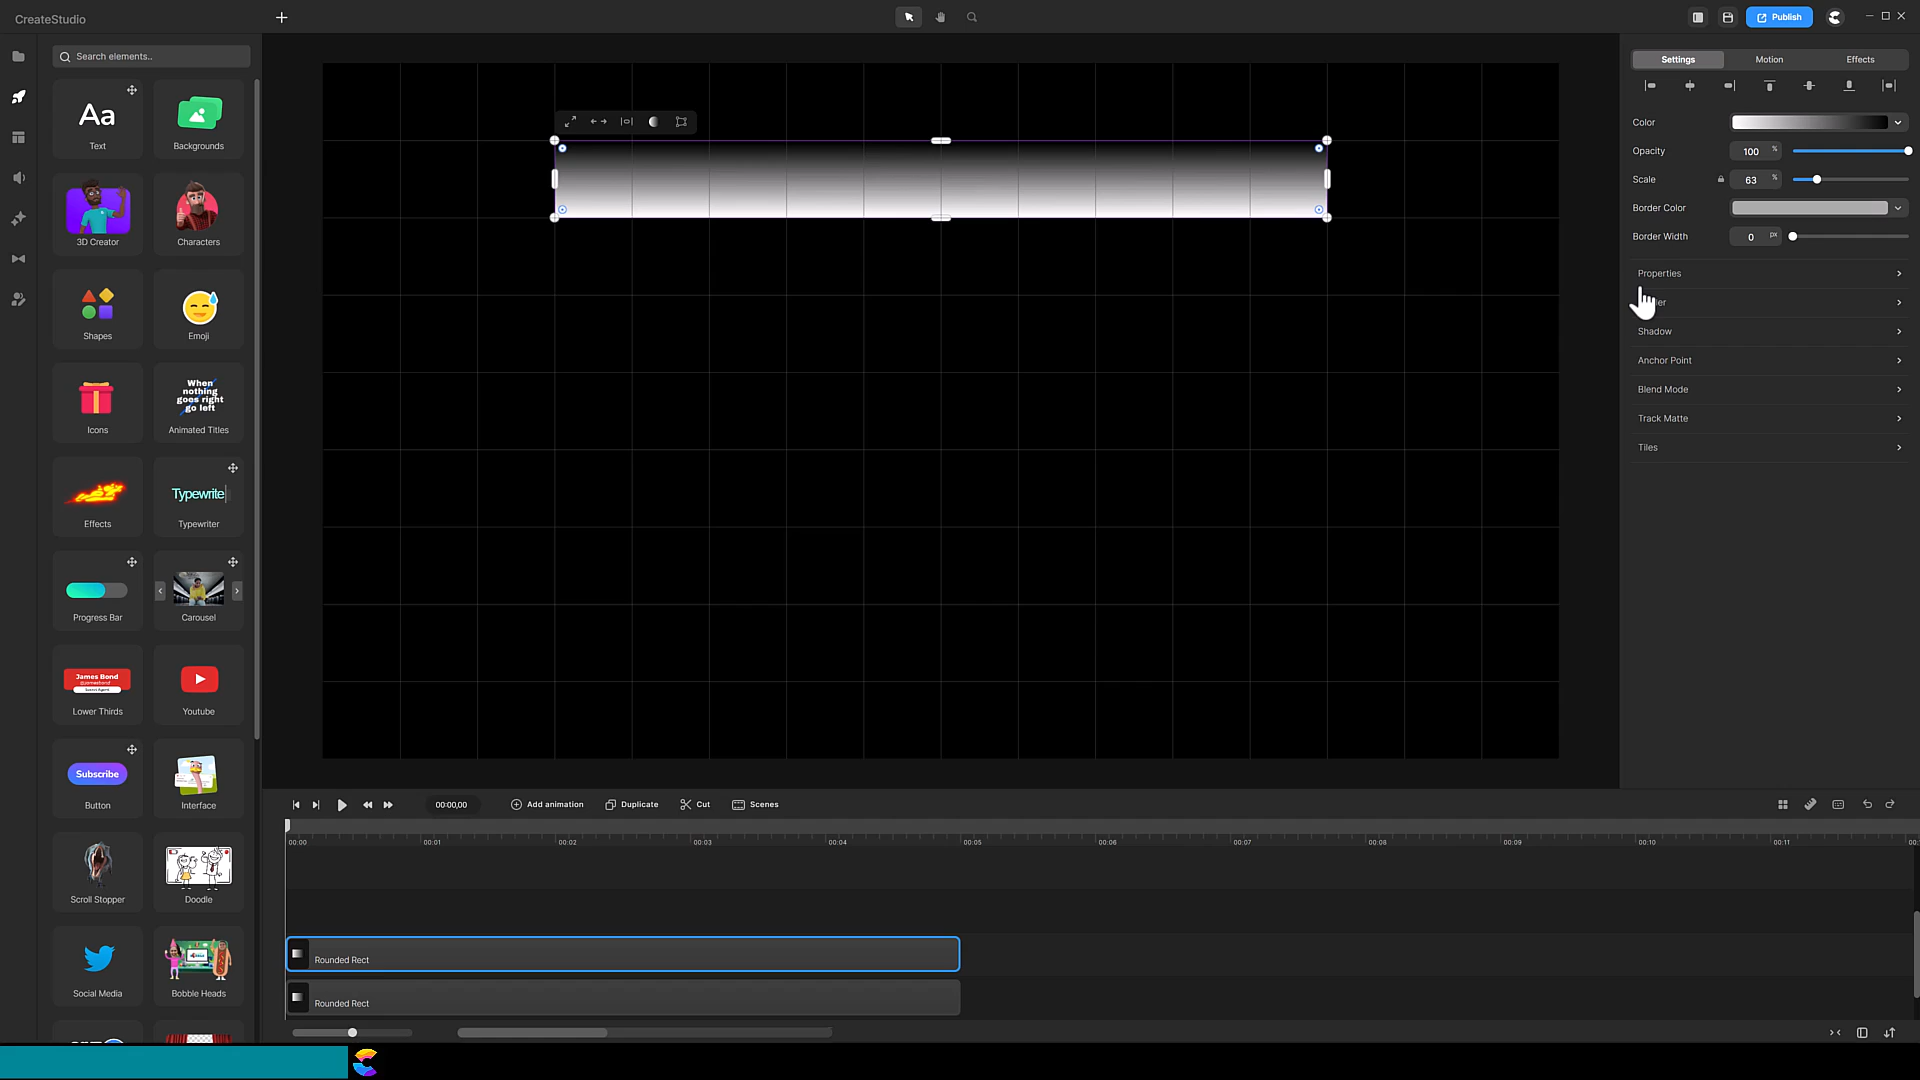 CreateStudio
Publish
Search elements..
Settings
Motion
Effects
Aa
Text
Backgrounds
Color
Opacity
100
%
Scale
63
%
3D Creator
Characters
Border Color
Border Width
0
px
Properties
Shadow
Shapes
Emoji
Anchor Point
Blend Mode
When
nothing
goes right
go left
Icons
Animated Titles
Track Matte
Tiles
Typewrite
Effects
Typewriter
Progress Bar
Carousel
James Bond
Lower Thirds
Youtube
Subscribe
Button
Interface
00:00,00
Add animation
Duplicate
Cut
Scenes
00:00
00:01
00:02
00:03
00:04
00:05
00:06
00:07
00:08
00:09
00:10
00:11
Scroll Stopper
Doodle
Rounded Rect
Rounded Rect
Social Media
Bobble Heads